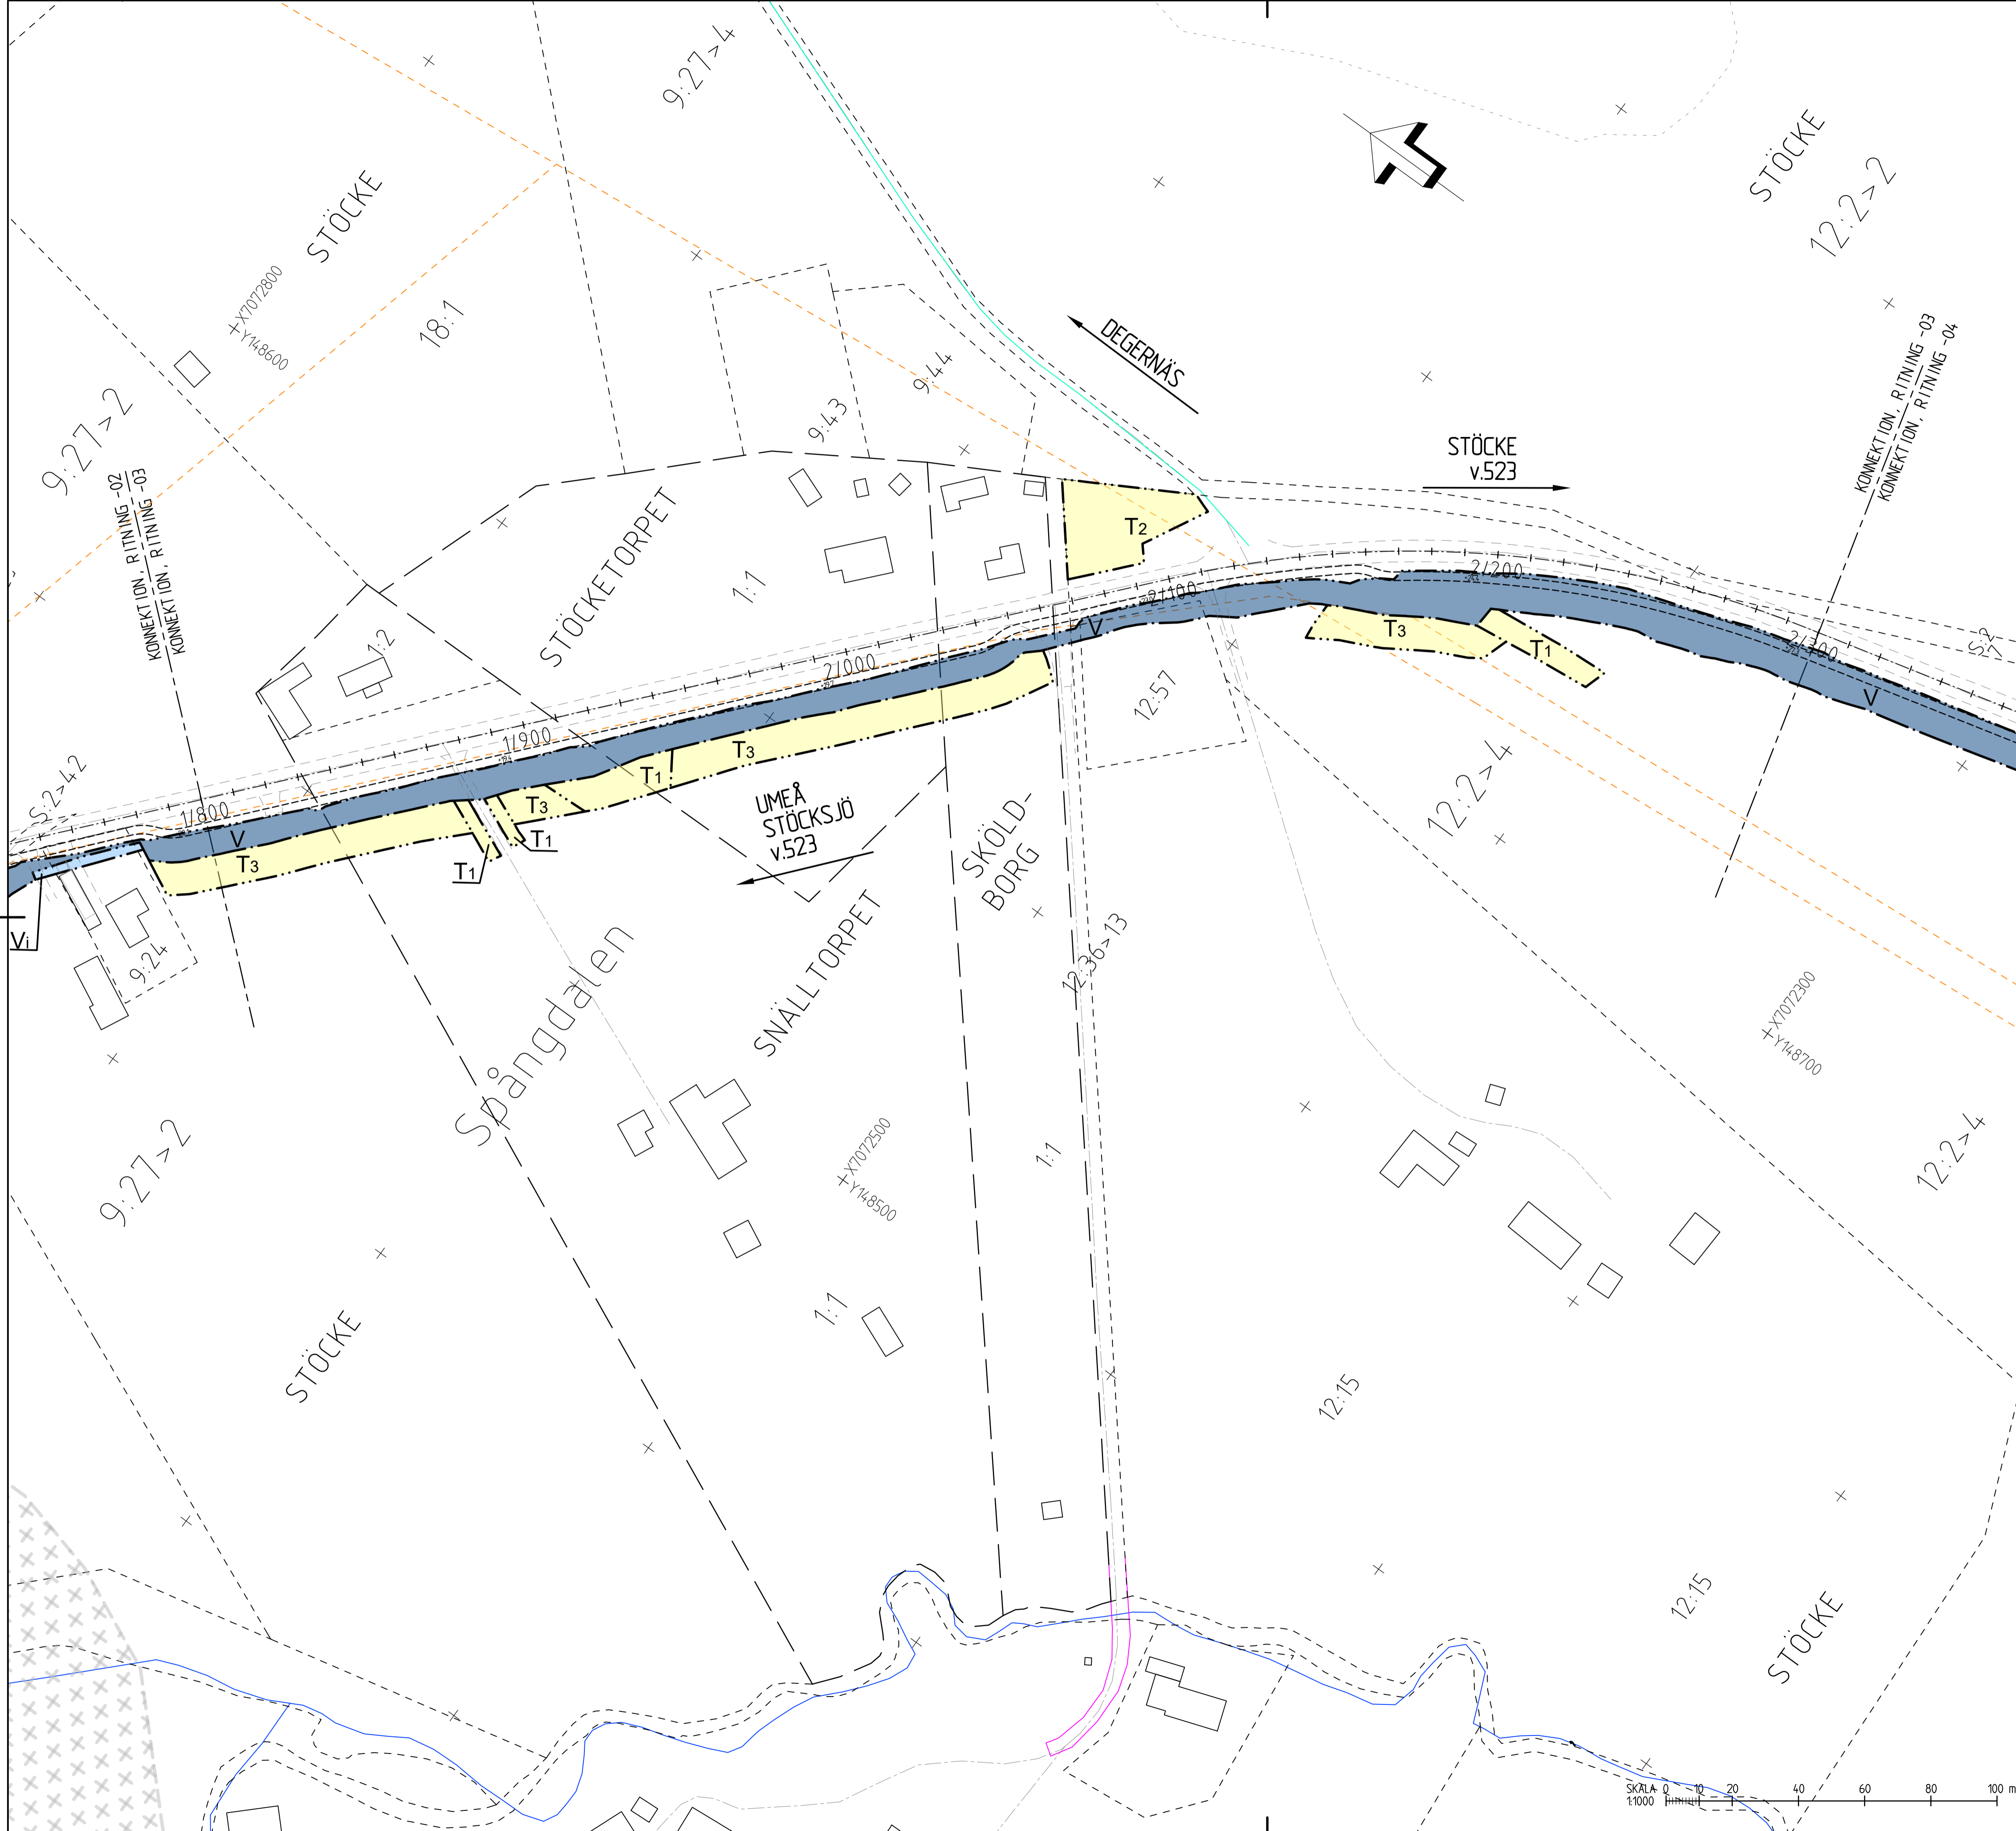 9:27>4
STÖCKE
12:2>2
STÖCKE
X7072800
Y148600
18:1
9:27>2
KONNEKTION, RITNING -02
KONNEKTION, RITNING -03
DEGERNÄS
9:44
9:43
STÖCKE
v.523
KONNEKTION, RITNING -03
KONNEKTION, RITNING -04
STÖCKETORPET
1:1
T2
1:2
2/200
2/100
V
T3
T1
S:2
2/300
V
2/000
1/900
T3
T1
12:57
S:2>42
1/800
V
T3
T3
T1
T1
UMEÅ
STÖCKSJÖ
v.523
SKÖLD-
BORG
12:2>4
Vi
9:24
Spångdalen
SNÄLLTORPET
12:36>13
X7072300
Y148700
9:27>2
X7072500
Y148500
1:1
12:2>4
STÖCKE
1:1
12:15
12:15
STÖCKE
SKALA 0 10 20 40 60 80 100 m
1:1000